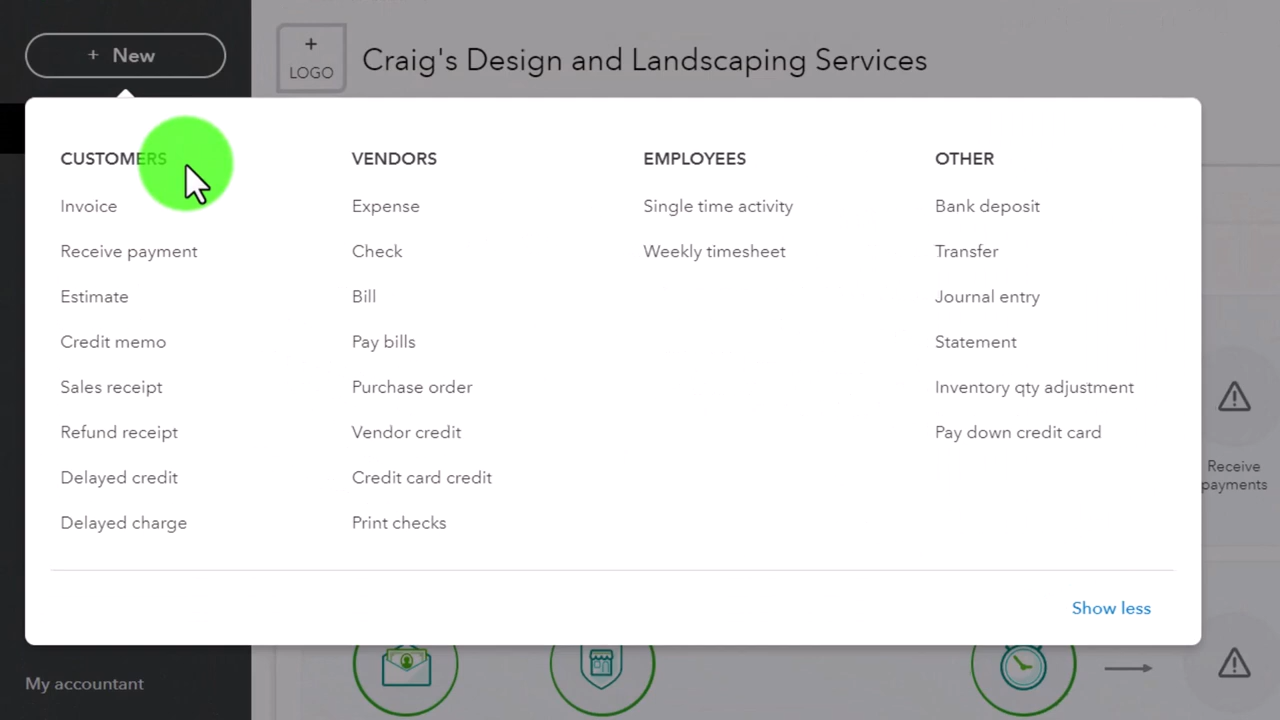 + New
+
LOGO
Craig's Design and Landscaping Services
CUSTOMERS
Invoice
Receive payment
Estimate
Credit memo
Sales receipt
Refund receipt
Delayed credit
Delayed charge
VENDORS
Expense
Check
Bill
Pay bills
Purchase order
Vendor credit
Credit card credit
Print checks
EMPLOYEES
Single time activity
Weekly timesheet
OTHER
Bank deposit
Transfer
Journal entry
Statement
Inventory qty adjustment
Pay down credit card
Show less
Receive
payments
My accountant